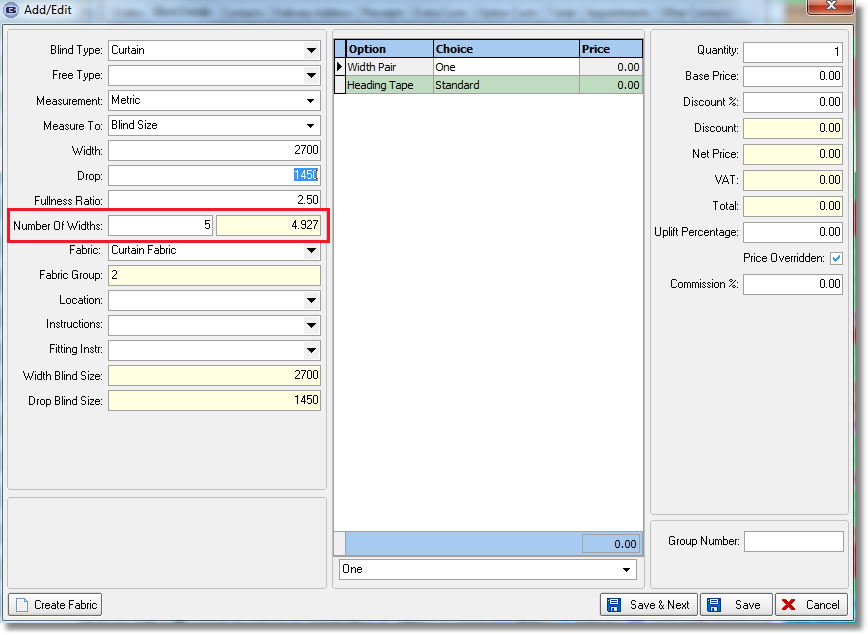 Add/Edit
Blind Type: Curtain
Free Type:
Measurement: Metric
Measure To: Blind Size
Width: 2700
Drop: 1450
Fullness Ratio: 2.50
Number Of Widths: 5 4.927
Fabric: Curtain Fabric
Fabric Group: 2
Location:
Instructions:
Fitting Instr:
Width Blind Size: 2700
Drop Blind Size: 1450
Option Choice Price
Width Pair One 0.00
Heading Tape Standard 0.00
0.00
One
Quantity: 1
Base Price: 0.00
Discount %: 0.00
Discount: 0.00
Net Price: 0.00
VAT: 0.00
Total: 0.00
Uplift Percentage: 0.00
Price Overridden:
Commission %: 0.00
Group Number:
Create Fabric
Save & Next
Save
Cancel